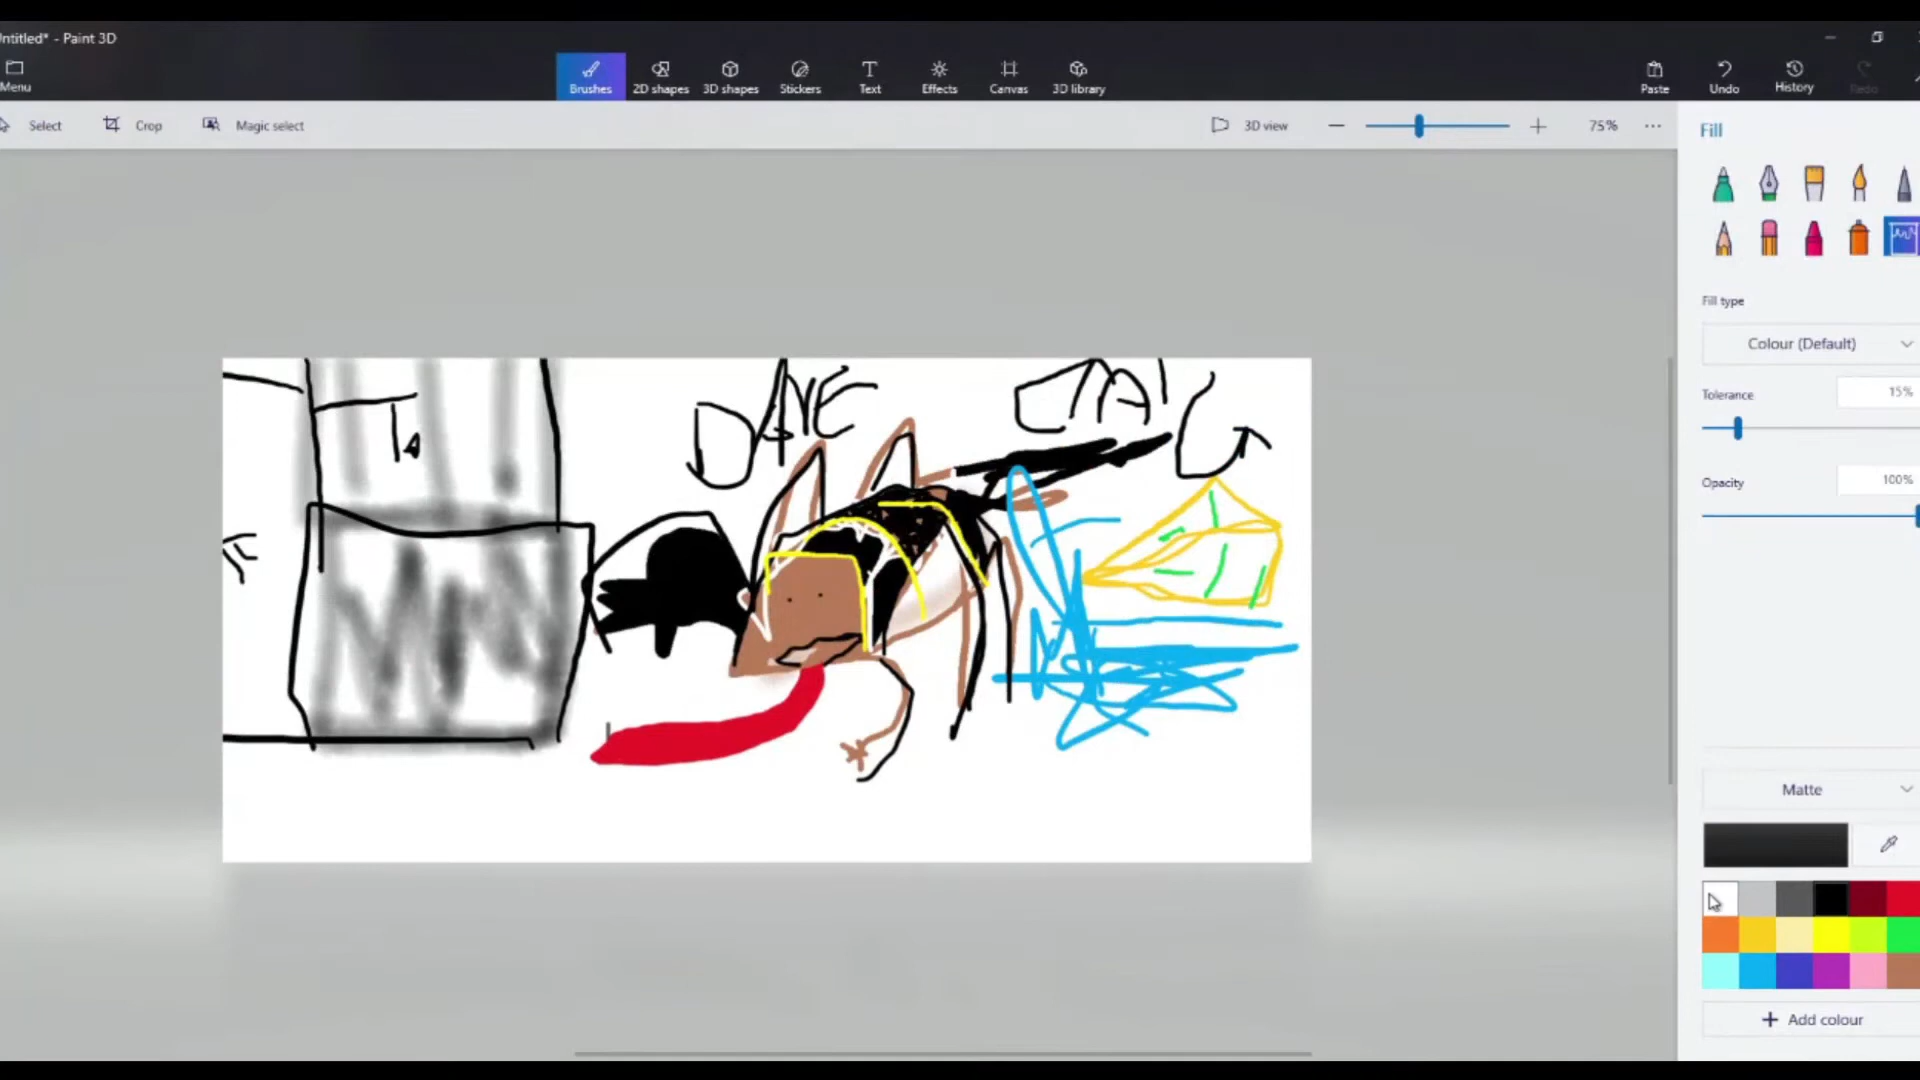 ntitled* - Paint 3D
Menu
Brushes
2D shapes
3D shapes
Stickers
Text
Effects
Canvas
3D library
Paste
Undo
History
Redo
Select
Crop
Magic select
3D view
75%
Fill
Fill type
Colour (Default)
Tolerance
15%
Opacity
100%
DAVE
Matte
Add colour